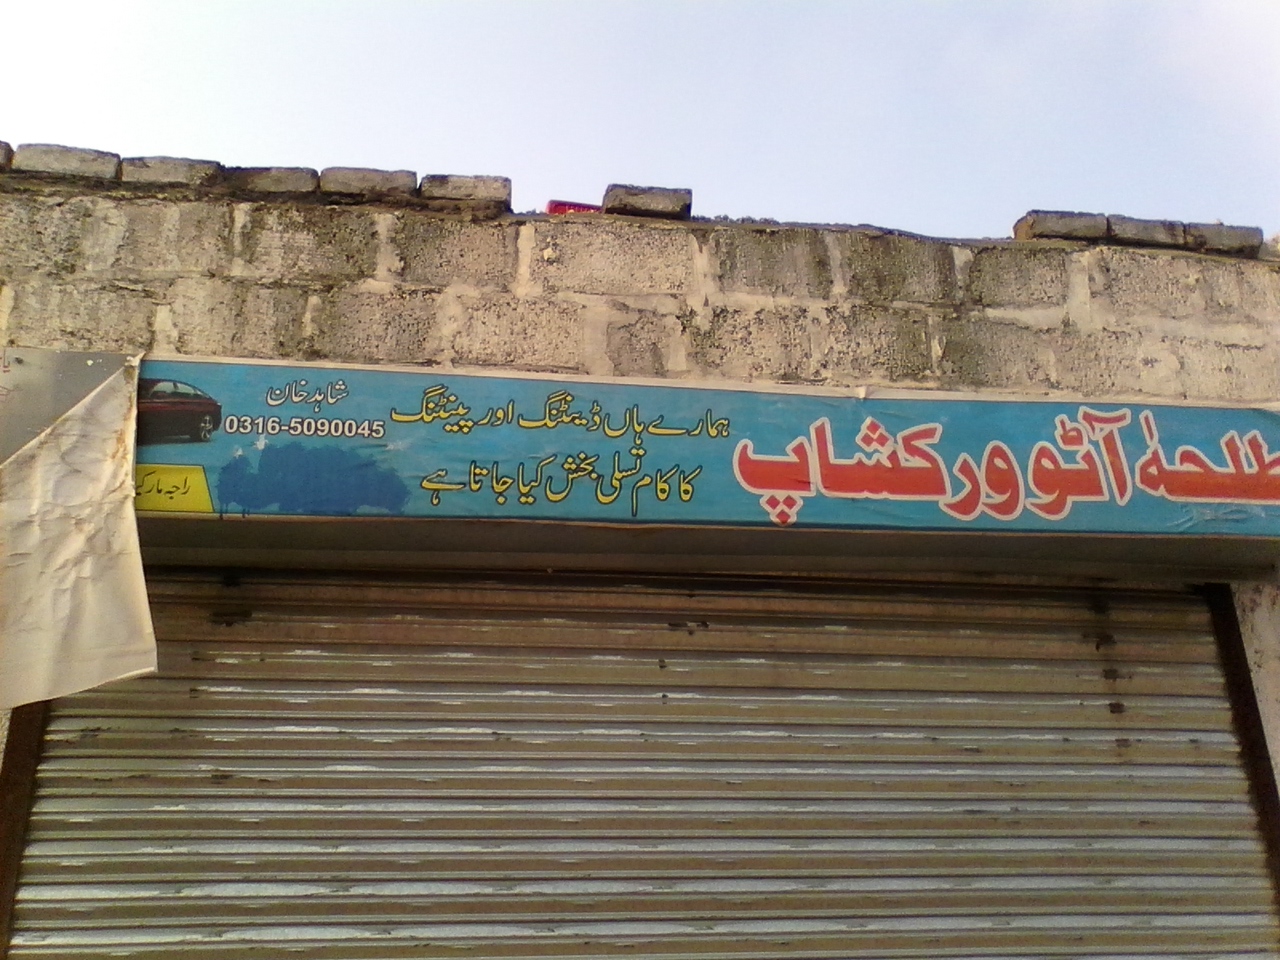 طلحہٰ آٹو ورکشاپ
ہمارے ہاں ڈینٹنگ اور پینٹنگ
کا کام تسلی بخش کیا جاتا ہے
شاہد خان
0316-5090045
راجہ